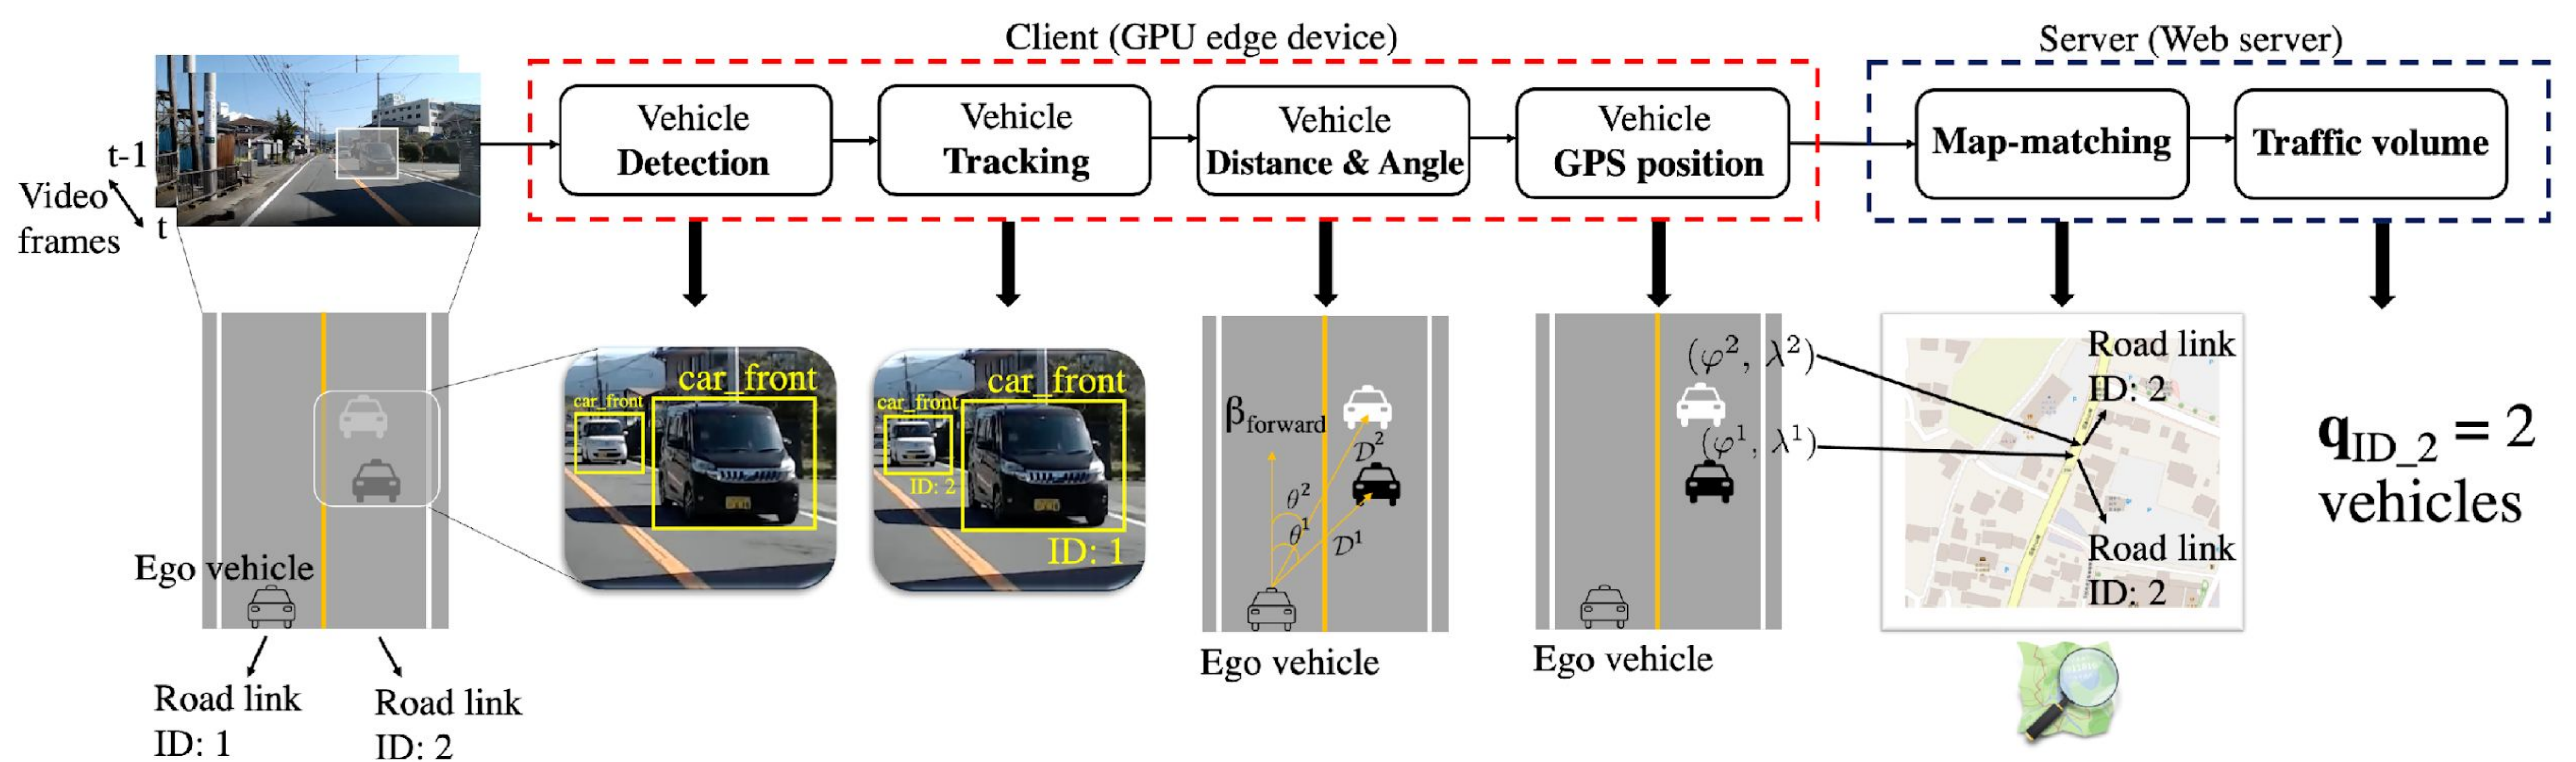 Client (GPU edge device)
Server (Web server)
t-1
Video
frames
t
Vehicle
Detection
Vehicle
Tracking
Vehicle
Distance & Angle
Vehicle
GPS position
Map-matching
Traffic volume
Ego vehicle
Road link
ID: 1
Road link
ID: 2
car_front
car_front
car_front
car_front
ID: 2
ID: 1
βforward
θ²
θ¹
𝒟²
𝒟¹
Ego vehicle
(φ², λ²)
(φ¹, λ¹)
Ego vehicle
Road link
ID: 2
Road link
ID: 2
qID_2 = 2
vehicles